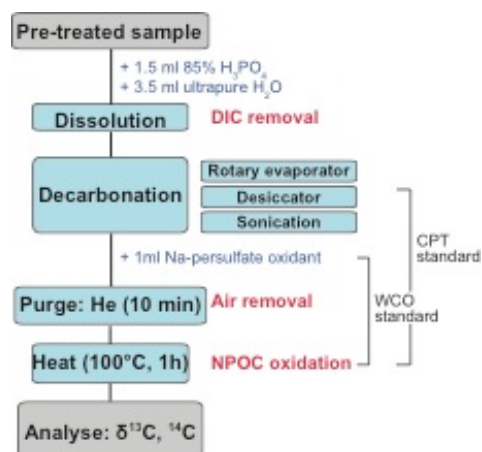 Pre-treated sample
+ 1.5 ml 85% H₃PO₄
+ 3.5 ml ultrapure H₂O
Dissolution
DIC removal
Decarbonation
Rotary evaporator
Desiccator
Sonication
+ 1ml Na-persulfate oxidant
CPT
standard
Purge: He (10 min)
Air removal
WCO
standard
Heat (100°C, 1h)
NPOC oxidation
Analyse: δ¹³C, ¹⁴C